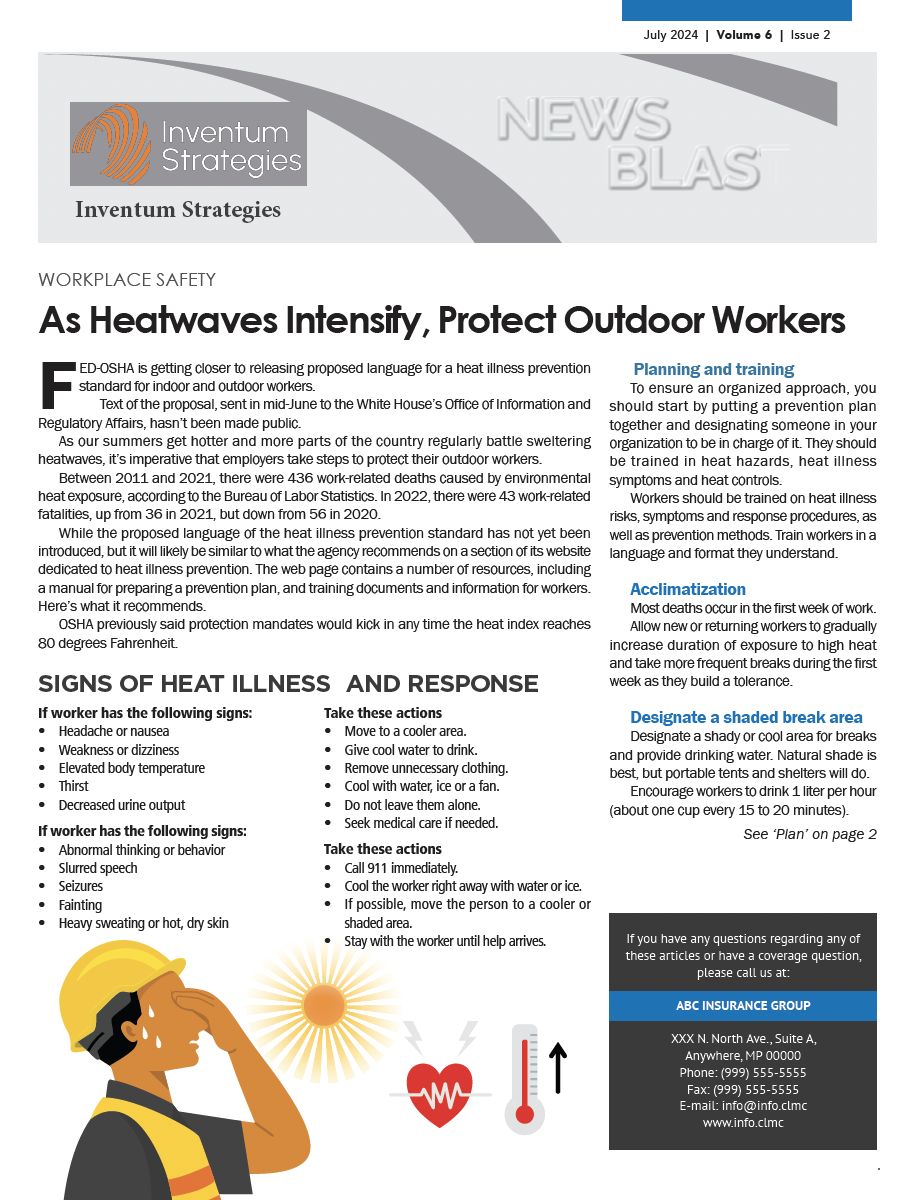 July 2024 | Volume 6 | Issue 2
Inventum
Strategies
Inventum Strategies
NEWS
BLAST
WORKPLACE SAFETY
As Heatwaves Intensify, Protect Outdoor Workers
FED-OSHA is getting closer to releasing proposed language for a heat illness prevention
standard for indoor and outdoor workers.
Text of the proposal, sent in mid-June to the White House's Office of Information and
Regulatory Affairs, hasn't been made public.
As our summers get hotter and more parts of the country regularly battle sweltering
heatwaves, it's imperative that employers take steps to protect their outdoor workers.
Between 2011 and 2021, there were 436 work-related deaths caused by environmental
heat exposure, according to the Bureau of Labor Statistics. In 2022, there were 43 work-related
fatalities, up from 36 in 2021, but down from 56 in 2020.
While the proposed language of the heat illness prevention standard has not yet been
introduced, but it will likely be similar to what the agency recommends on a section of its website
dedicated to heat illness prevention. The web page contains a number of resources, including
a manual for preparing a prevention plan, and training documents and information for workers.
Here's what it recommends.
OSHA previously said protection mandates would kick in any time the heat index reaches
80 degrees Fahrenheit.
SIGNS OF HEAT ILLNESS AND RESPONSE
If worker has the following signs:
• Headache or nausea
• Weakness or dizziness
• Elevated body temperature
• Thirst
• Decreased urine output
If worker has the following signs:
• Abnormal thinking or behavior
• Slurred speech
• Seizures
• Fainting
• Heavy sweating or hot, dry skin
Take these actions
• Move to a cooler area.
• Give cool water to drink.
• Remove unnecessary clothing.
• Cool with water, ice or a fan.
• Do not leave them alone.
• Seek medical care if needed.
Take these actions
• Call 911 immediately.
• Cool the worker right away with water or ice.
• If possible, move the person to a cooler or
shaded area.
• Stay with the worker until help arrives.
Planning and training
To ensure an organized approach, you
should start by putting a prevention plan
together and designating someone in your
organization to be in charge of it. They should
be trained in heat hazards, heat illness
symptoms and heat controls.
Workers should be trained on heat illness
risks, symptoms and response procedures, as
well as prevention methods. Train workers in a
language and format they understand.
Acclimatization
Most deaths occur in the first week of work.
Allow new or returning workers to gradually
increase duration of exposure to high heat
and take more frequent breaks during the first
week as they build a tolerance.
Designate a shaded break area
Designate a shady or cool area for breaks
and provide drinking water. Natural shade is
best, but portable tents and shelters will do.
Encourage workers to drink 1 liter per hour
(about one cup every 15 to 20 minutes).
See 'Plan' on page 2
If you have any questions regarding any of
these articles or have a coverage question,
please call us at:
ABC INSURANCE GROUP
XXX N. North Ave., Suite A,
Anywhere, MP 00000
Phone: (999) 555-5555
Fax: (999) 555-5555
E-mail: info@info.clmc
www.info.clmc